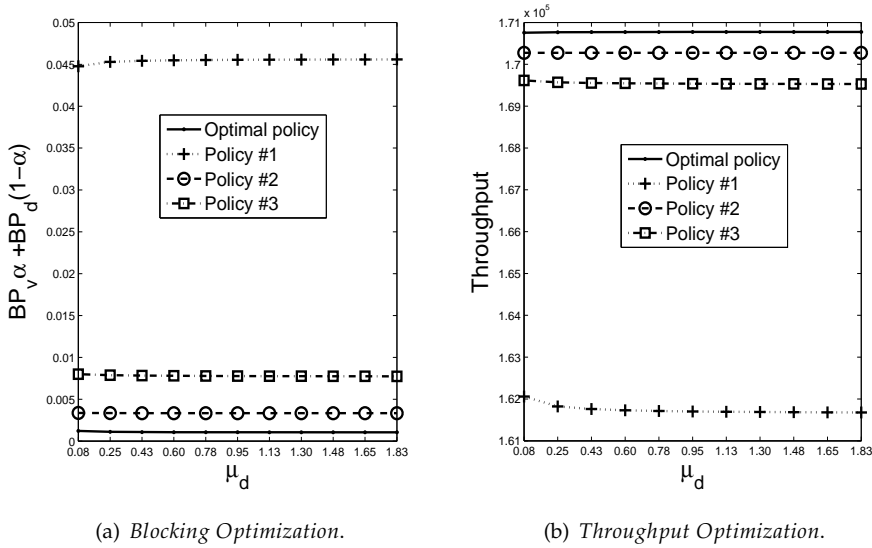 0.05
0.045
0.04
0.035
0.03
0.025
0.02
0.015
0.01
0.005
0
BP_v α +BP_d(1−α)
Optimal policy
Policy #1
Policy #2
Policy #3
0.08 0.25 0.43 0.60 0.78 0.95 1.13 1.30 1.48 1.65 1.83
μ_d
(a) Blocking Optimization.
x 10^5
1.71
1.7
1.69
1.68
1.67
1.66
1.65
1.64
1.63
1.62
1.61
Throughput
Optimal policy
Policy #1
Policy #2
Policy #3
0.08 0.25 0.43 0.60 0.78 0.95 1.13 1.30 1.48 1.65 1.83
μ_d
(b) Throughput Optimization.